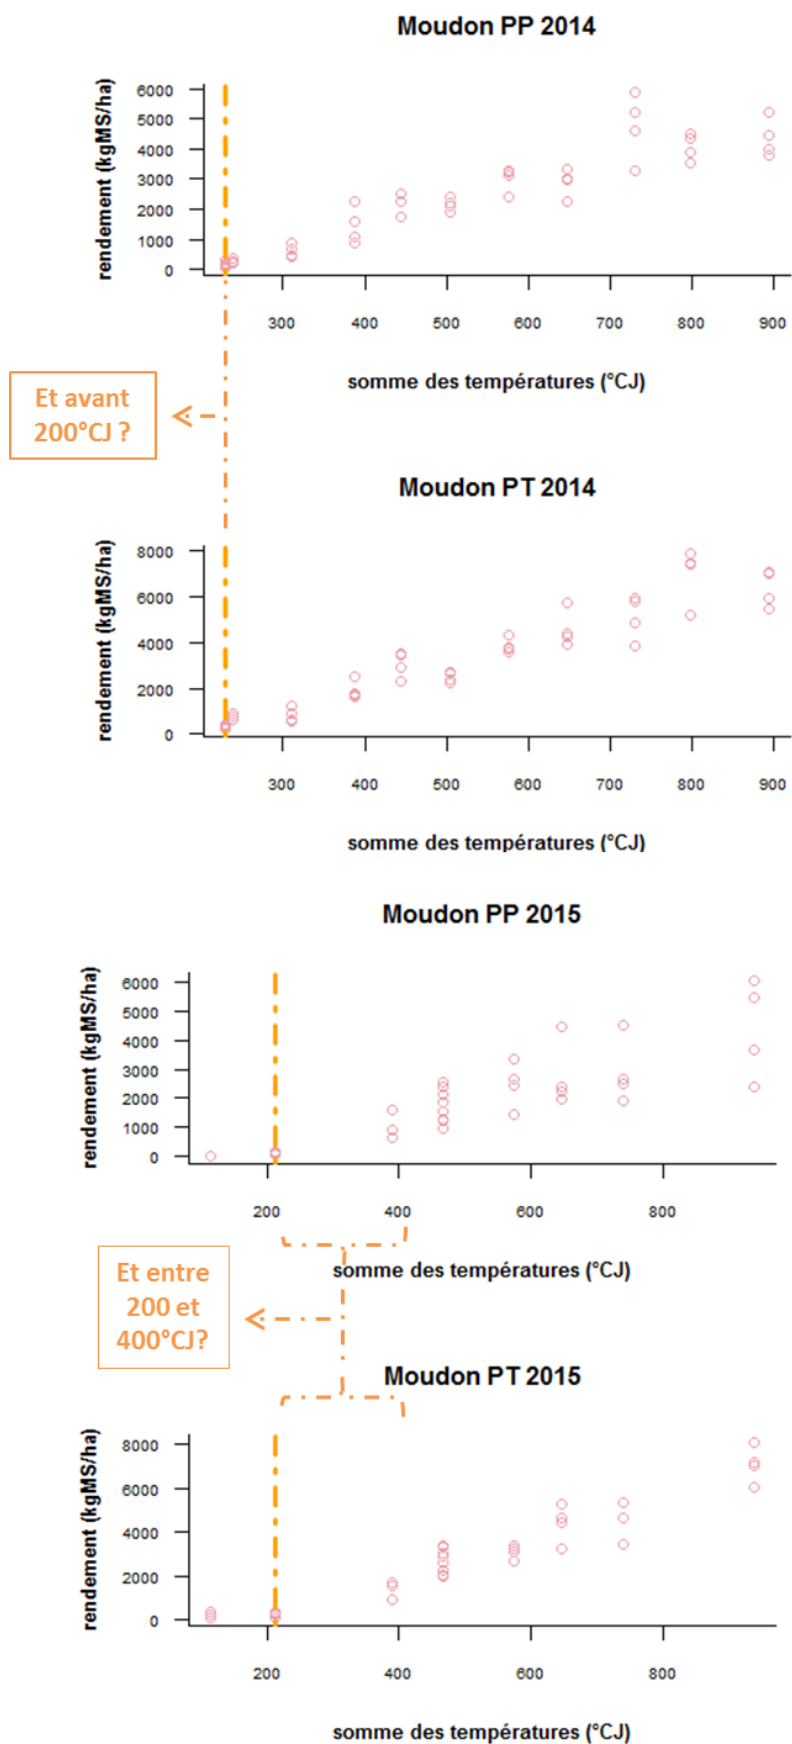 Moudon PP 2014
rendement (kgMS/ha)
6000
5000
4000
3000
2000
1000
0
300 400 500 600 700 800 900
somme des températures (°CJ)
Et avant
200°CJ ?
Moudon PT 2014
rendement (kgMS/ha)
8000
6000
4000
2000
0
300 400 500 600 700 800 900
somme des températures (°CJ)
Moudon PP 2015
rendement (kgMS/ha)
6000
5000
4000
3000
2000
1000
0
200 400 600 800
somme des températures (°CJ)
Et entre
200 et
400°CJ?
Moudon PT 2015
rendement (kgMS/ha)
8000
6000
4000
2000
0
200 400 600 800
somme des températures (°CJ)